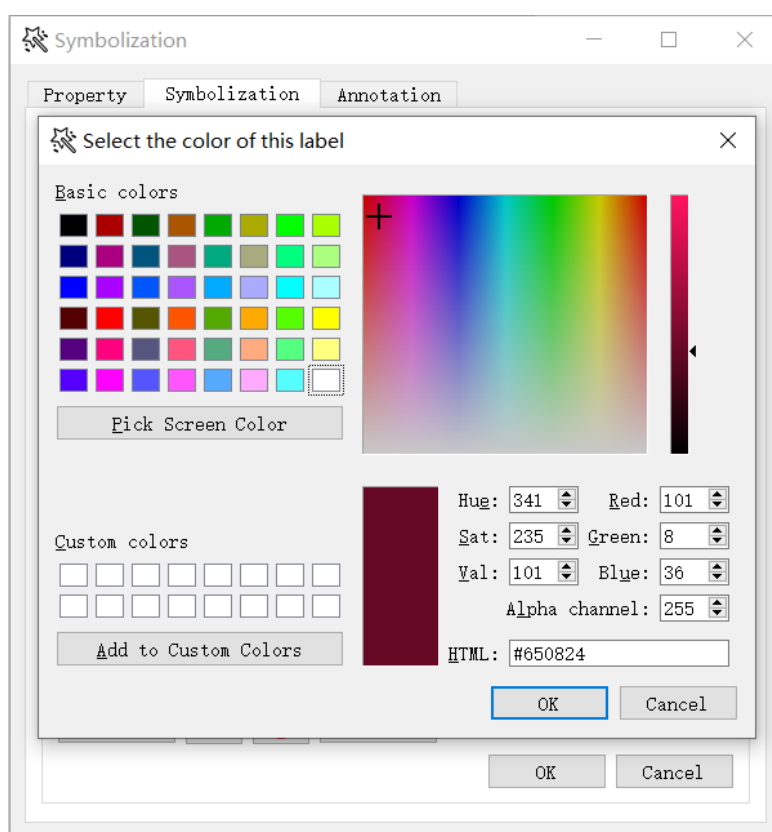 Symbolization
Property Symbolization Annotation
Select the color of this label
Basic colors
Pick Screen Color
Hue: 341 Red: 101
Sat: 235 Green: 8
Custom colors
Val: 101 Blue: 36
Alpha channel: 255
Add to Custom Colors
HTML: #650824
OK Cancel
OK Cancel